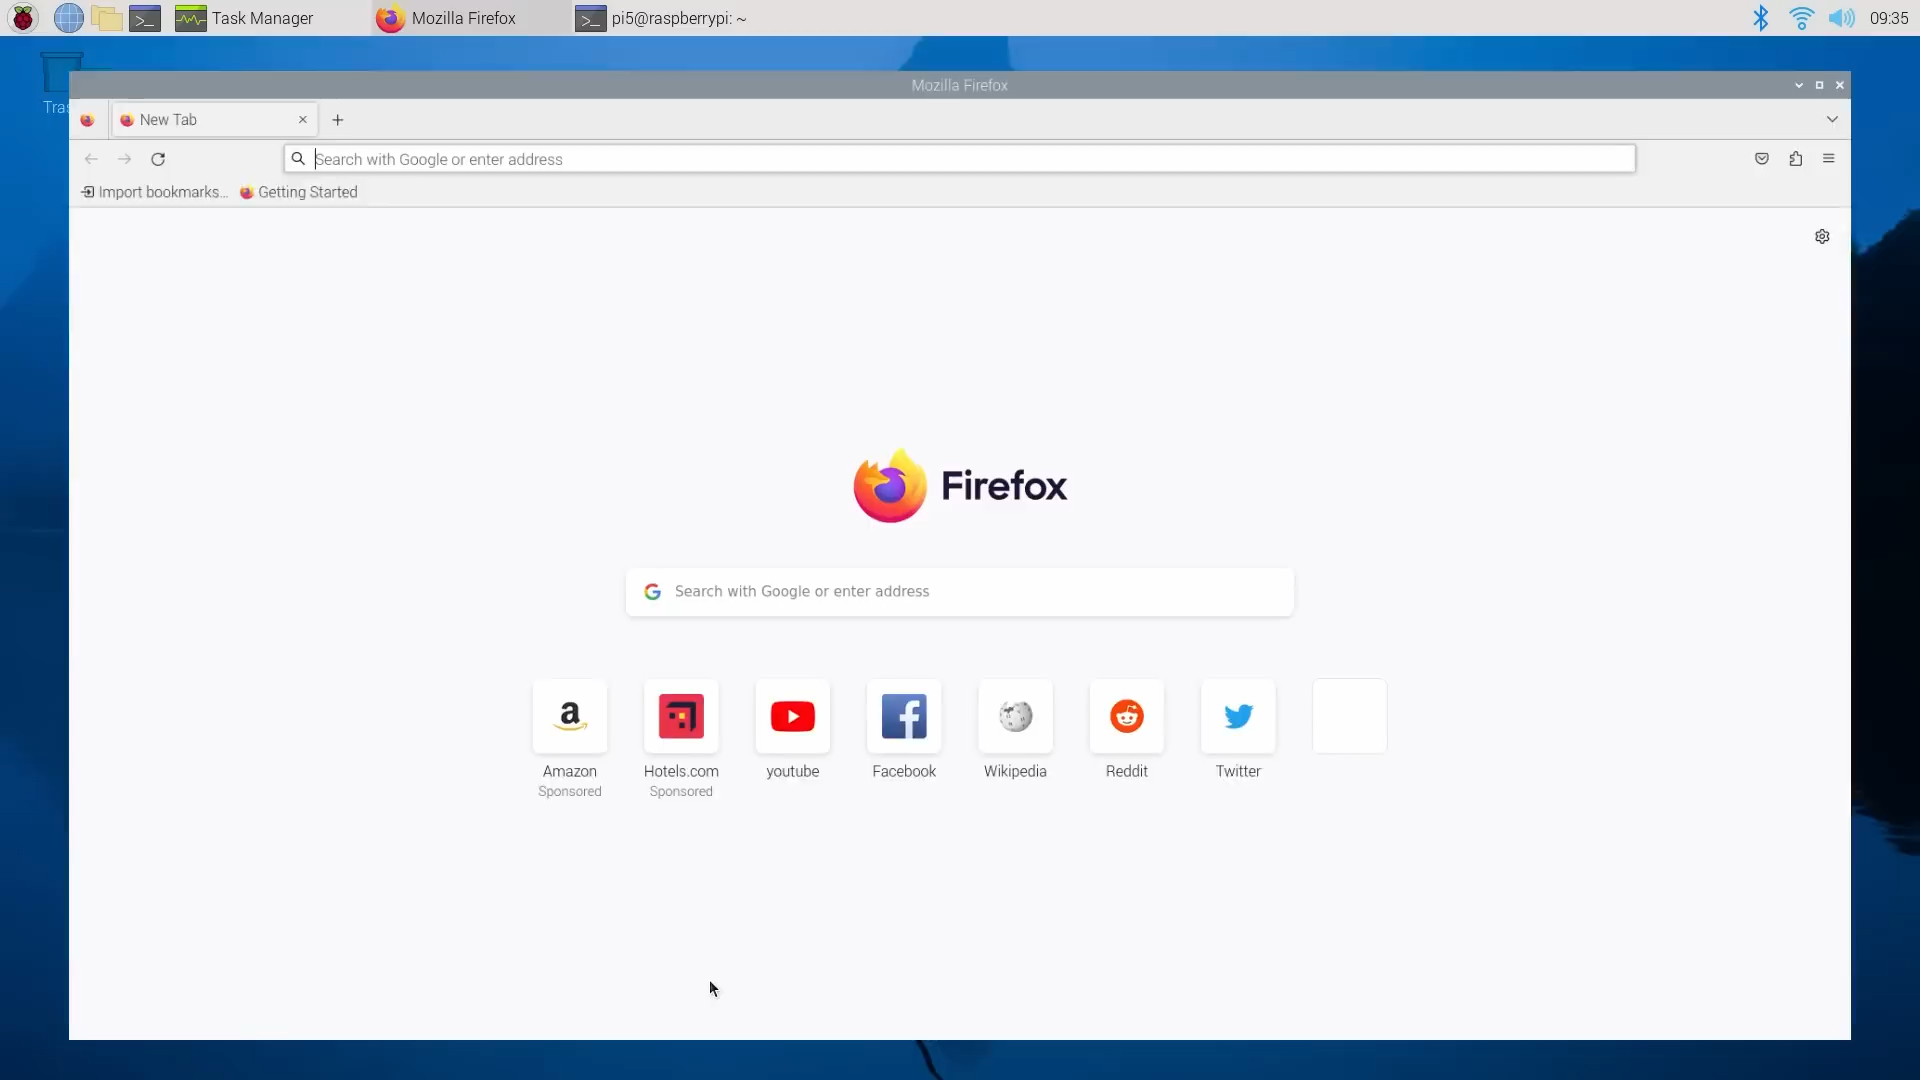 Task Manager
Mozilla Firefox
pi5@raspberrypi: ~
09:35
Mozilla Firefox
New Tab
Search with Google or enter address
Import bookmarks...
Getting Started
Firefox
Search with Google or enter address
Amazon
Sponsored
Hotels.com
Sponsored
youtube
Facebook
Wikipedia
Reddit
Twitter